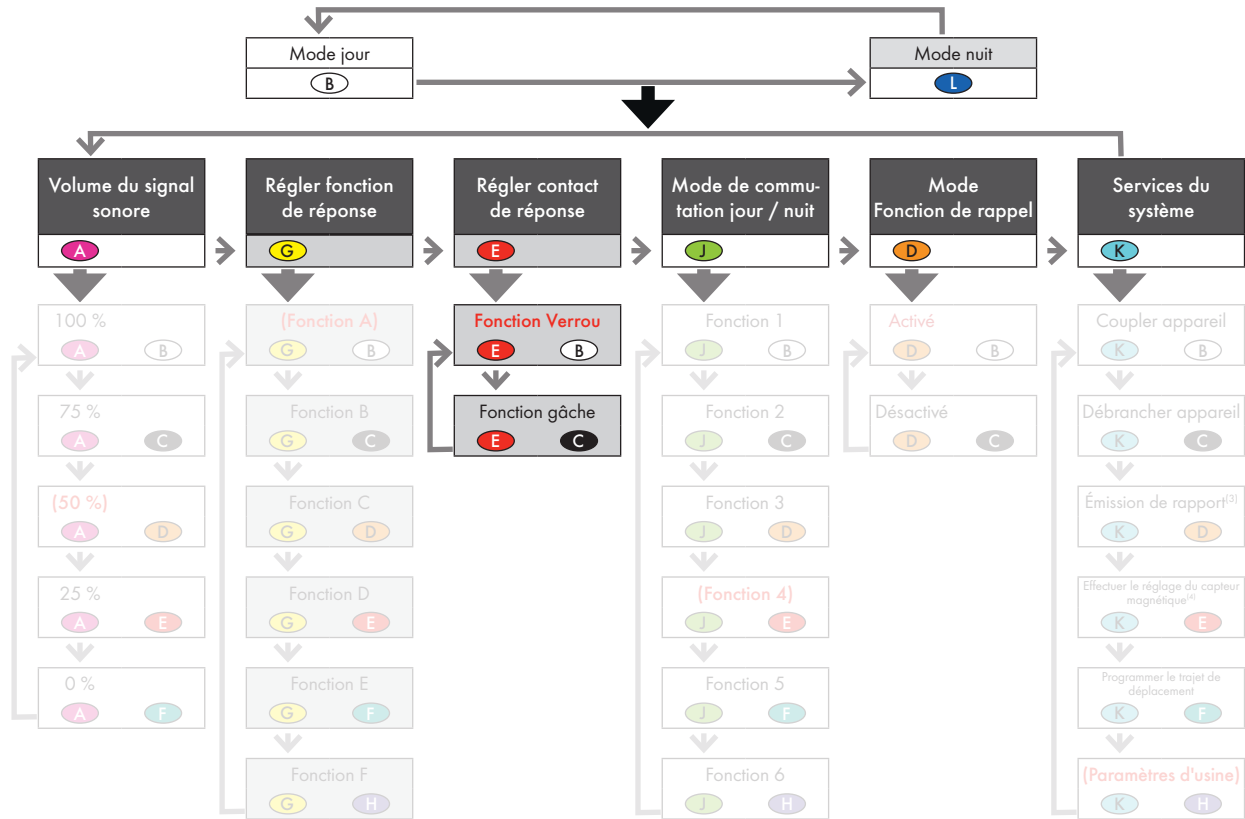 Mode jour
B
Mode nuit
L
Volume du signal
sonore
A
Régler fonction
de réponse
G
Régler contact
de réponse
E
Mode de commu-
tation jour / nuit
J
Mode
Fonction de rappel
D
Services du
système
K
100 %
A B
75 %
A C
(50 %)
A D
25 %
A E
0 %
A F
(Fonction A)
G B
Fonction B
G C
Fonction C
G D
Fonction D
G E
Fonction E
G F
Fonction F
G H
Fonction Verrou
E B
Fonction gâche
E C
Fonction 1
J B
Fonction 2
J C
Fonction 3
J D
(Fonction 4)
J E
Fonction 5
J F
Fonction 6
J H
Activé
D B
Désactivé
D C
Coupler appareil
K B
Débrancher appareil
K C
Émission de rapport(3)
K D
Effectuer le réglage du capteur
magnétique(4)
K E
Programmer le trajet de
déplacement
K F
(Paramètres d'usine)
K H